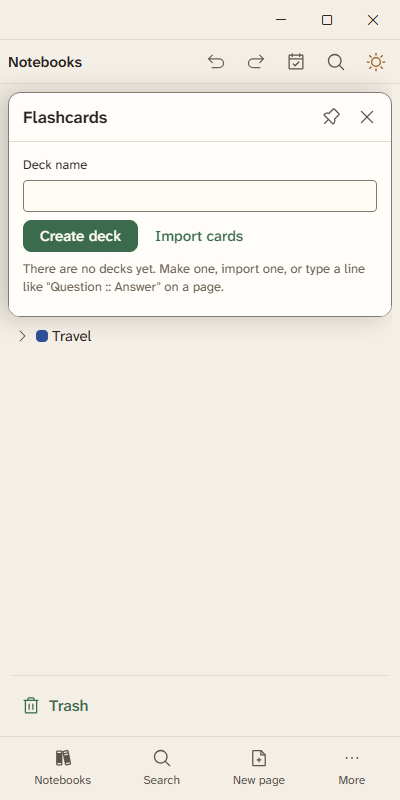 Notebooks
Flashcards
Deck name
Create deck
Import cards
There are no decks yet. Make one, import one, or type a line
like "Question :: Answer" on a page.
Travel
Trash
Notebooks
Search
New page
More